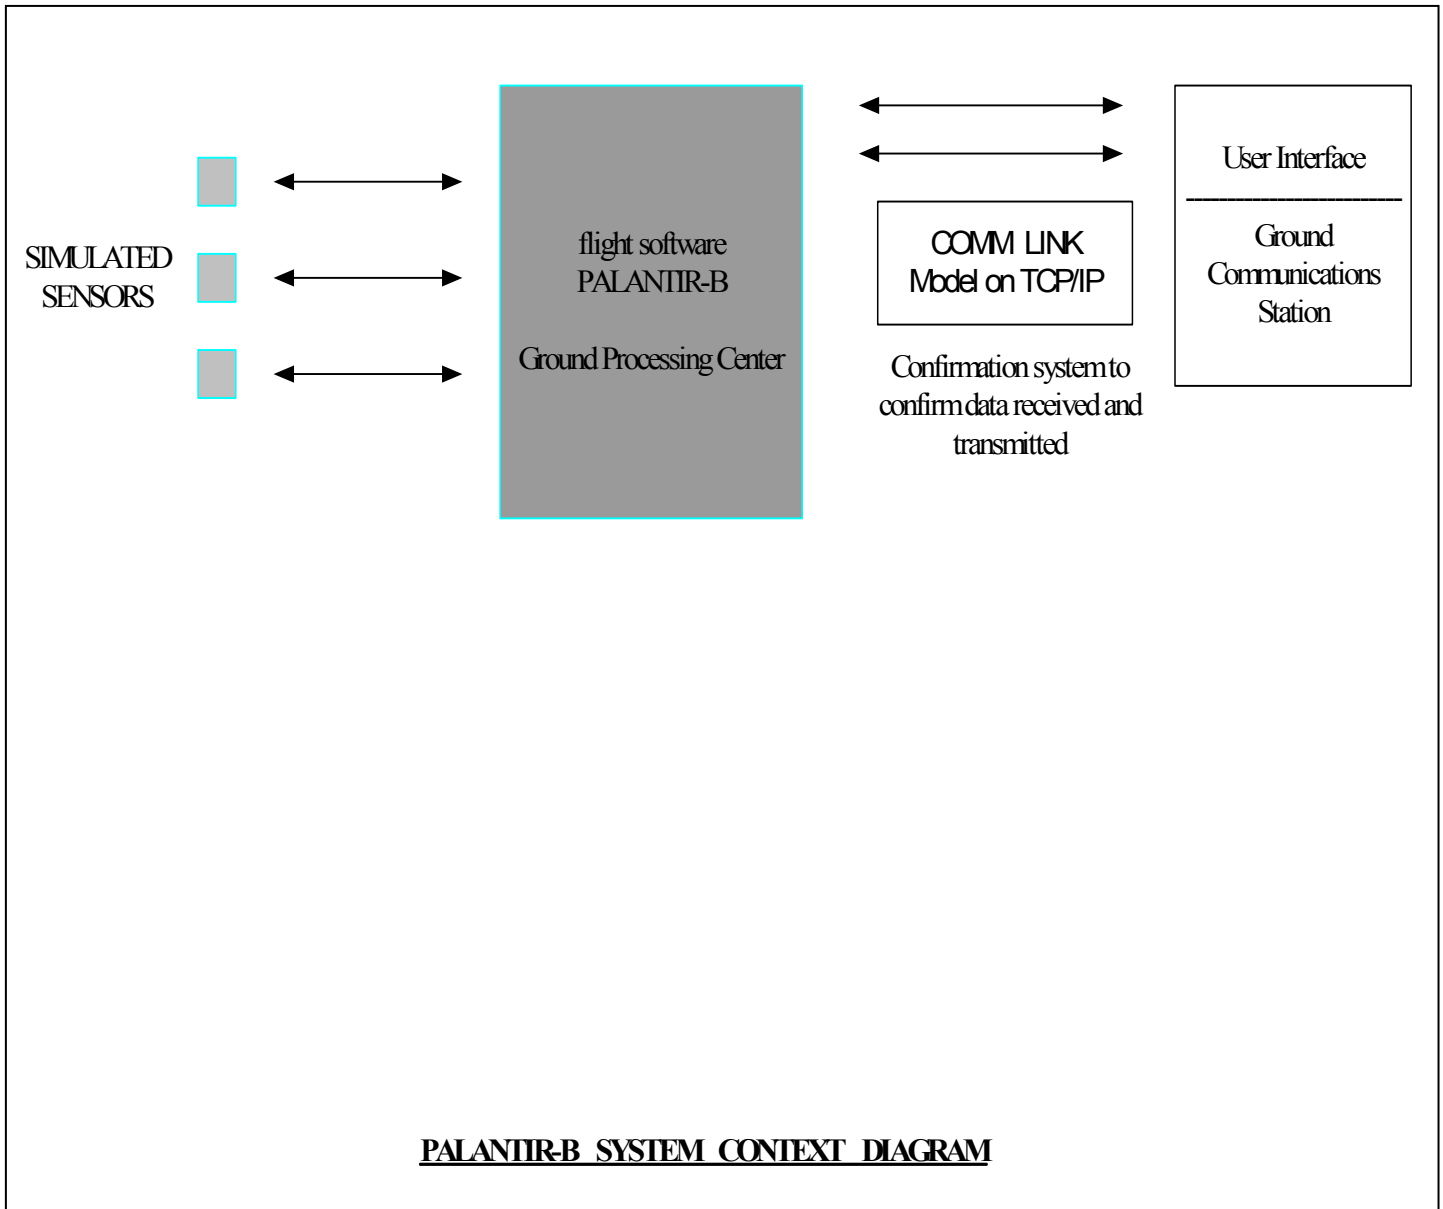 SIMULATED
SENSORS
flight software
PALANTIR-B
Ground Processing Center
COMM LINK
Model on TCP/IP
Confirmation system to
confirm data received and
transmitted
User Interface
---------------------------
Ground
Communications
Station
PALANTIR-B SYSTEM CONTEXT DIAGRAM